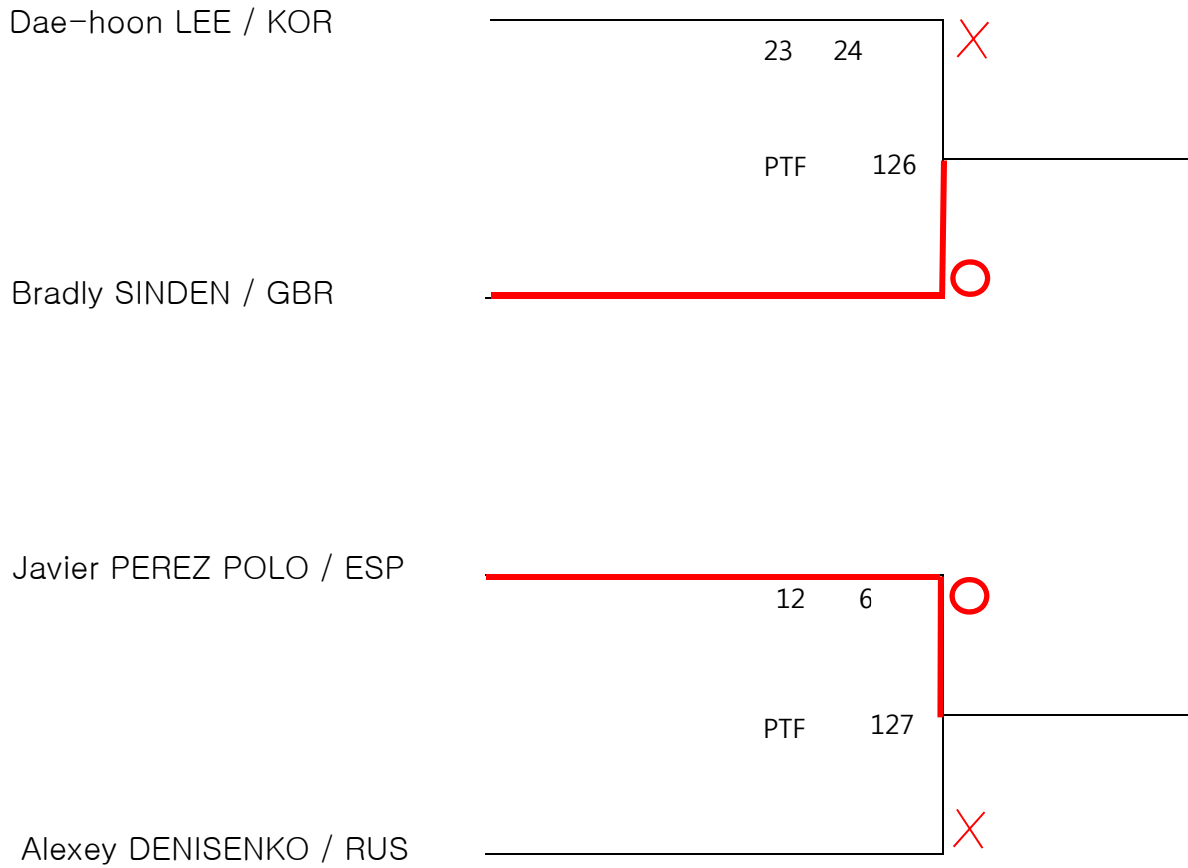 Dae-hoon LEE / KOR
23 24
PTF 126
Bradly SINDEN / GBR
Javier PEREZ POLO / ESP
12 6
PTF 127
Alexey DENISENKO / RUS